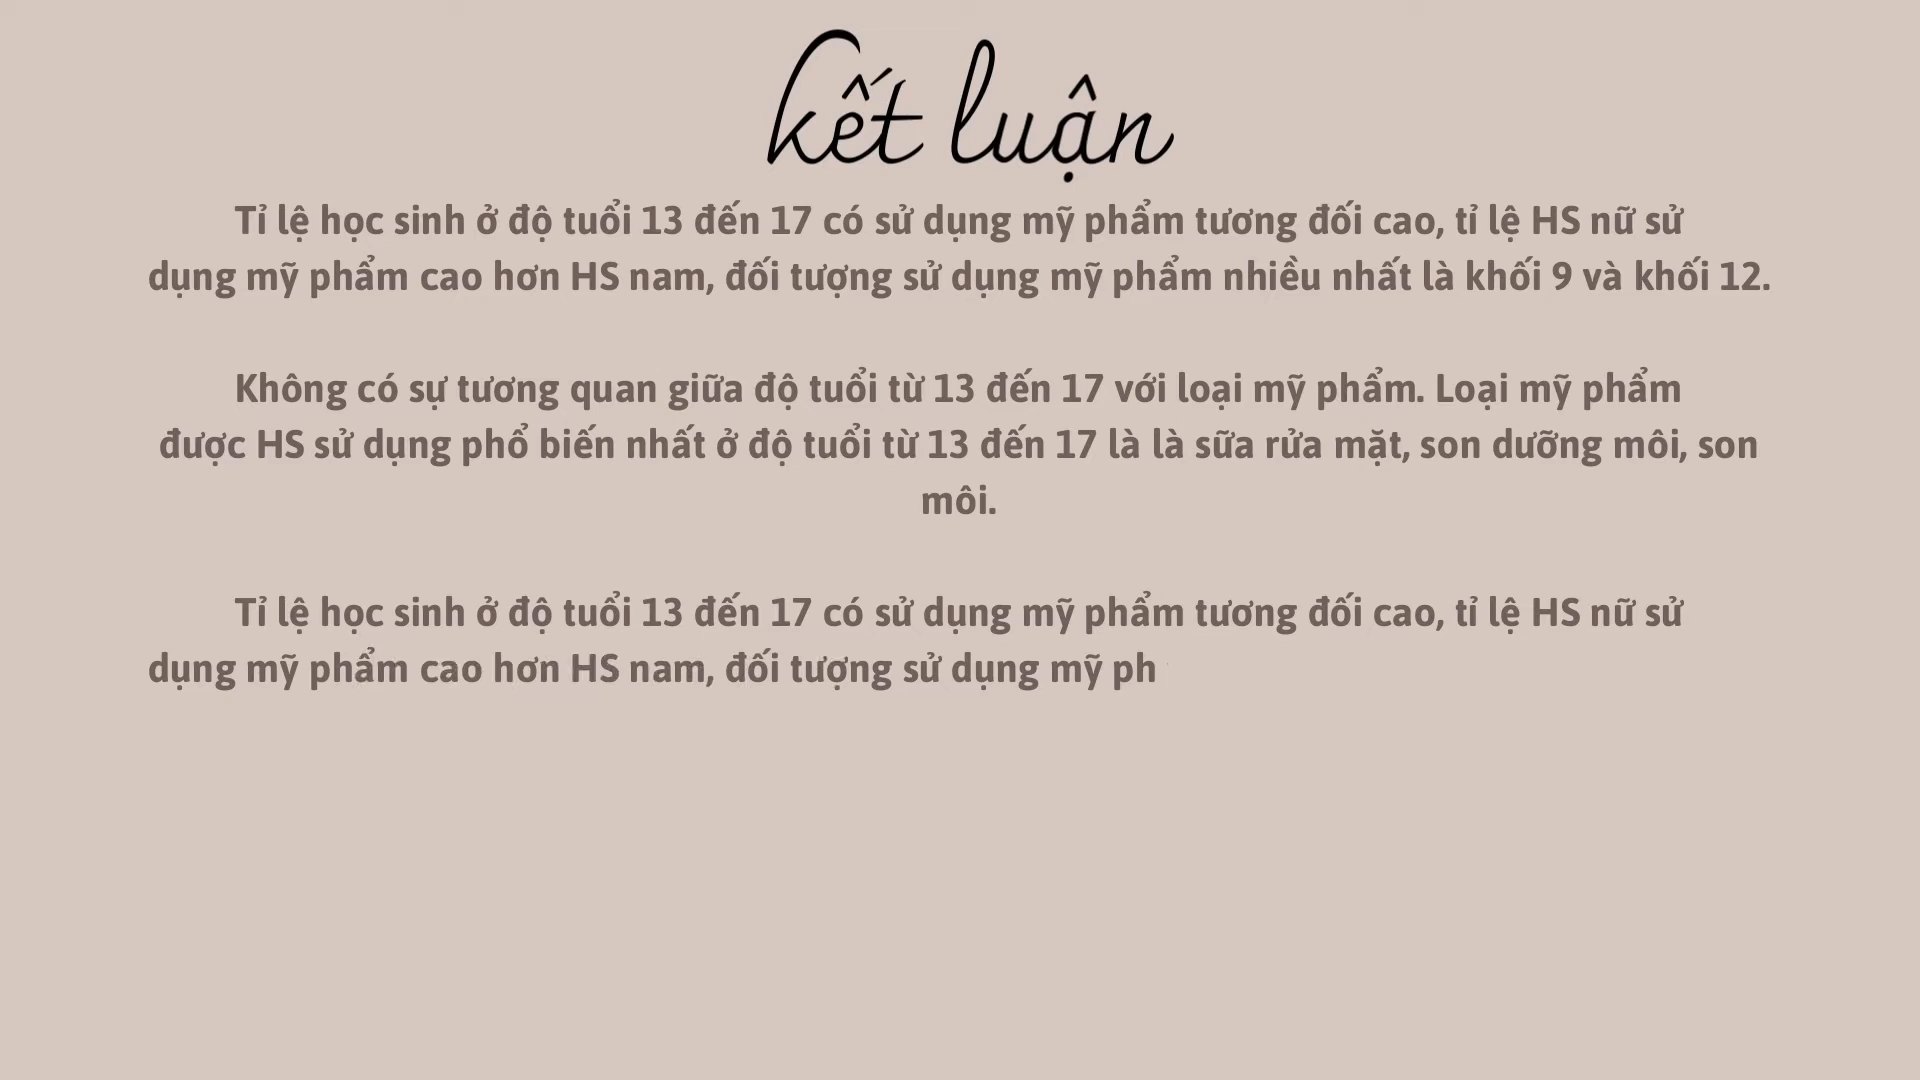 kết luận
Tỉ lệ học sinh ở độ tuổi 13 đến 17 có sử dụng mỹ phẩm tương đối cao, tỉ lệ HS nữ sử
dụng mỹ phẩm cao hơn HS nam, đối tượng sử dụng mỹ phẩm nhiều nhất là khối 9 và khối 12.
Không có sự tương quan giữa độ tuổi từ 13 đến 17 với loại mỹ phẩm. Loại mỹ phẩm
được HS sử dụng phổ biến nhất ở độ tuổi từ 13 đến 17 là là sữa rửa mặt, son dưỡng môi, son
môi.
Tỉ lệ học sinh ở độ tuổi 13 đến 17 có sử dụng mỹ phẩm tương đối cao, tỉ lệ HS nữ sử
dụng mỹ phẩm cao hơn HS nam, đối tượng sử dụng mỹ ph